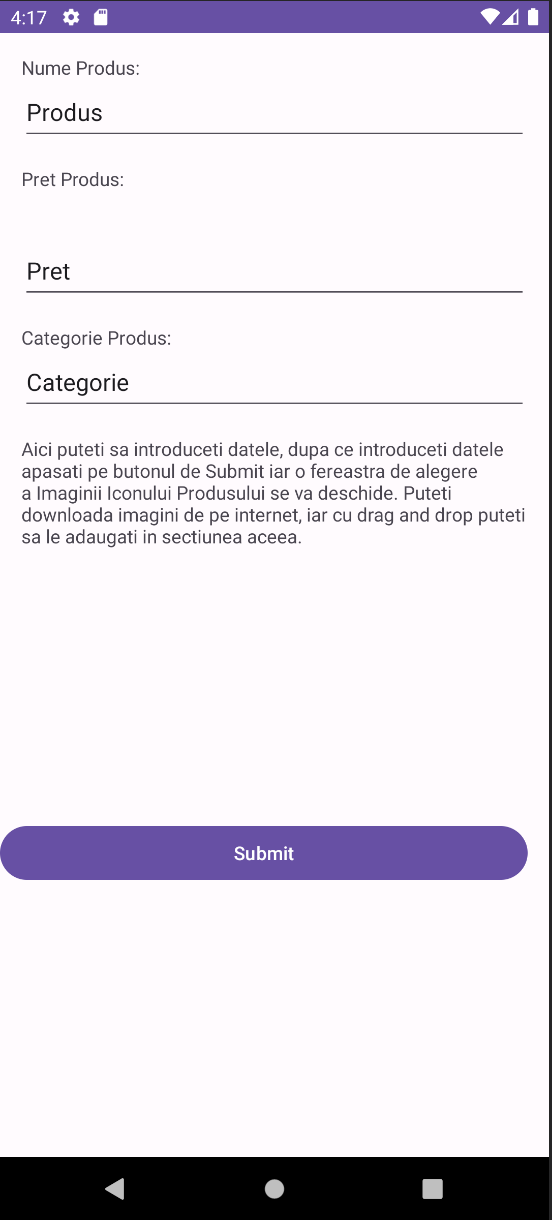 4:17
Nume Produs:
Produs
Pret Produs:
Pret
Categorie Produs:
Categorie
Aici puteti sa introduceti datele, dupa ce introduceti datele
apasati pe butonul de Submit iar o fereastra de alegere
a Imaginii Iconului Produsului se va deschide. Puteti
downloada imagini de pe internet, iar cu drag and drop puteti
sa le adaugati in sectiunea aceea.
Submit